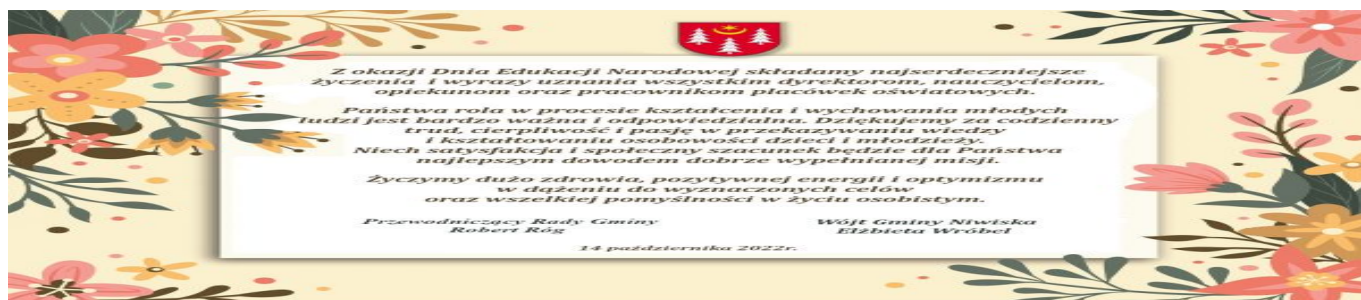 Z okazji Dnia Edukacji Narodowej składamy najserdeczniejsze
życzenia i wyrazy uznania wszystkim dyrektorom, nauczycielom,
opiekunom oraz pracownikom placówek oświatowych.
Państwa rola w procesie kształcenia i wychowania młodych
ludzi jest bardzo ważna i odpowiedzialna. Dziękujemy za codzienny
trud, cierpliwość i pasję w przekazywaniu wiedzy
i kształtowaniu osobowości dzieci i młodzieży.
Niech satysfakcja i społeczny szacunek będzie dla Państwa
najlepszym dowodem dobrze wypełnianej misji.
Życzymy dużo zdrowia, pozytywnej energii i optymizmu
w dążeniu do wyznaczonych celów
oraz wszelkiej pomyślności w życiu osobistym.
Przewodniczący Rady Gminy
Robert Róg
Wójt Gminy Niwiska
Elżbieta Wróbel
14 października 2022r.